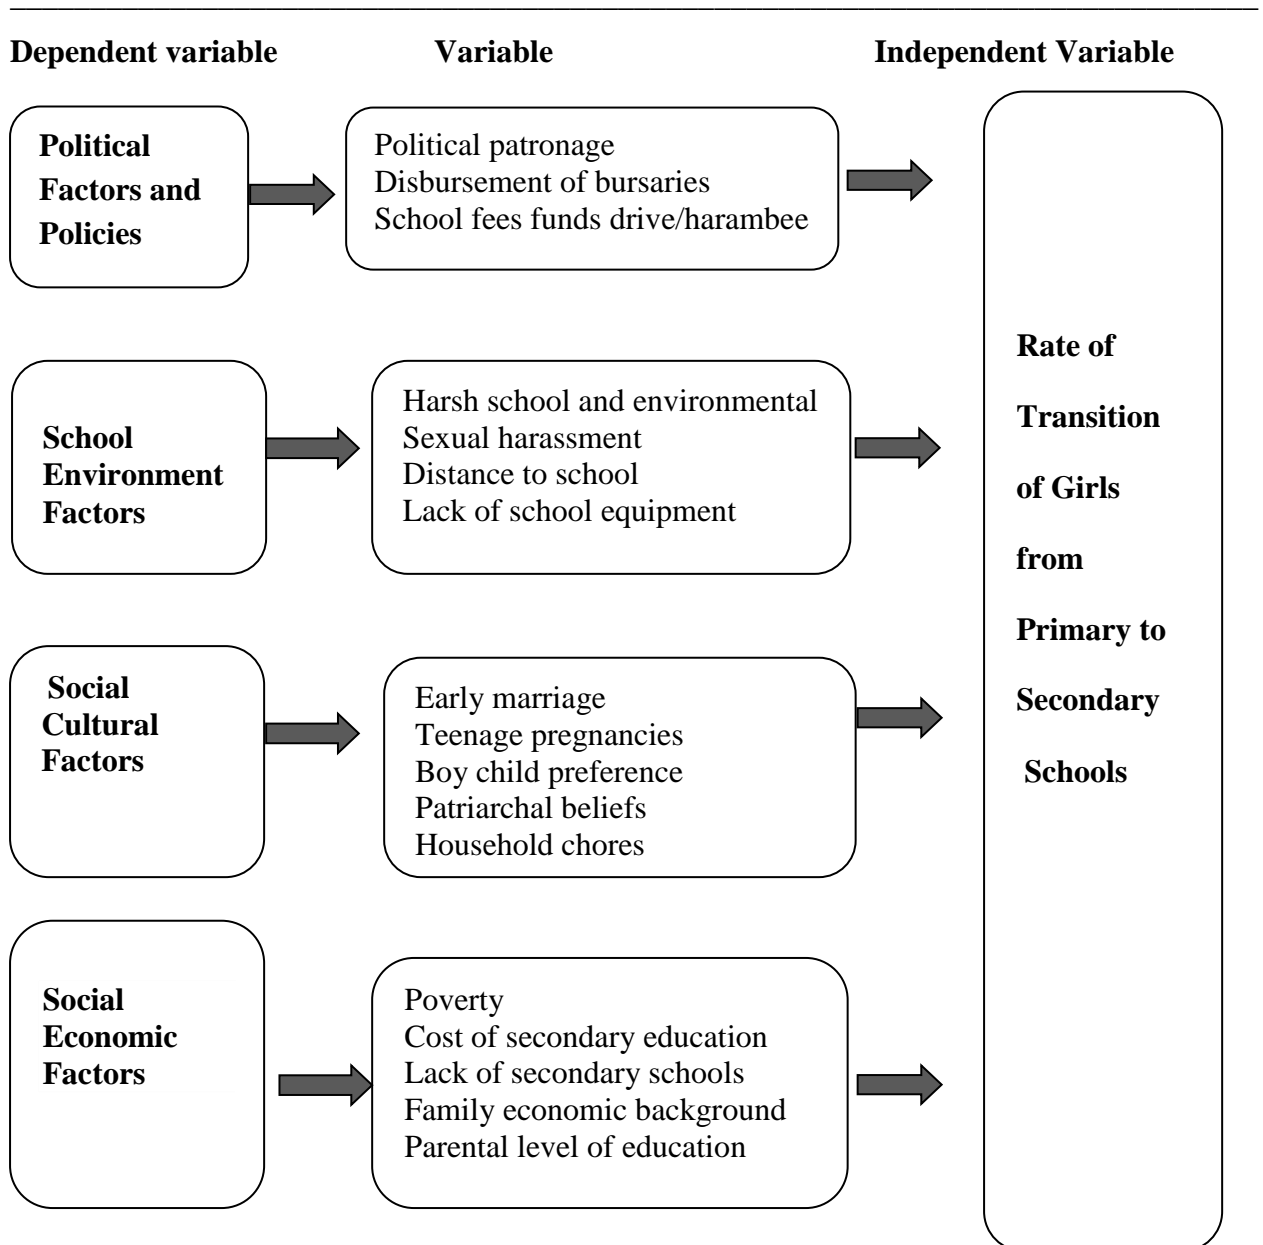 Dependent variable Variable Independent Variable
Political
Factors and
Policies
Political patronage
Disbursement of bursaries
School fees funds drive/harambee
School
Environment
Factors
Harsh school and environmental
Sexual harassment
Distance to school
Lack of school equipment
Social
Cultural
Factors
Early marriage
Teenage pregnancies
Boy child preference
Patriarchal beliefs
Household chores
Social
Economic
Factors
Poverty
Cost of secondary education
Lack of secondary schools
Family economic background
Parental level of education
Rate of
Transition
of Girls
from
Primary to
Secondary
Schools